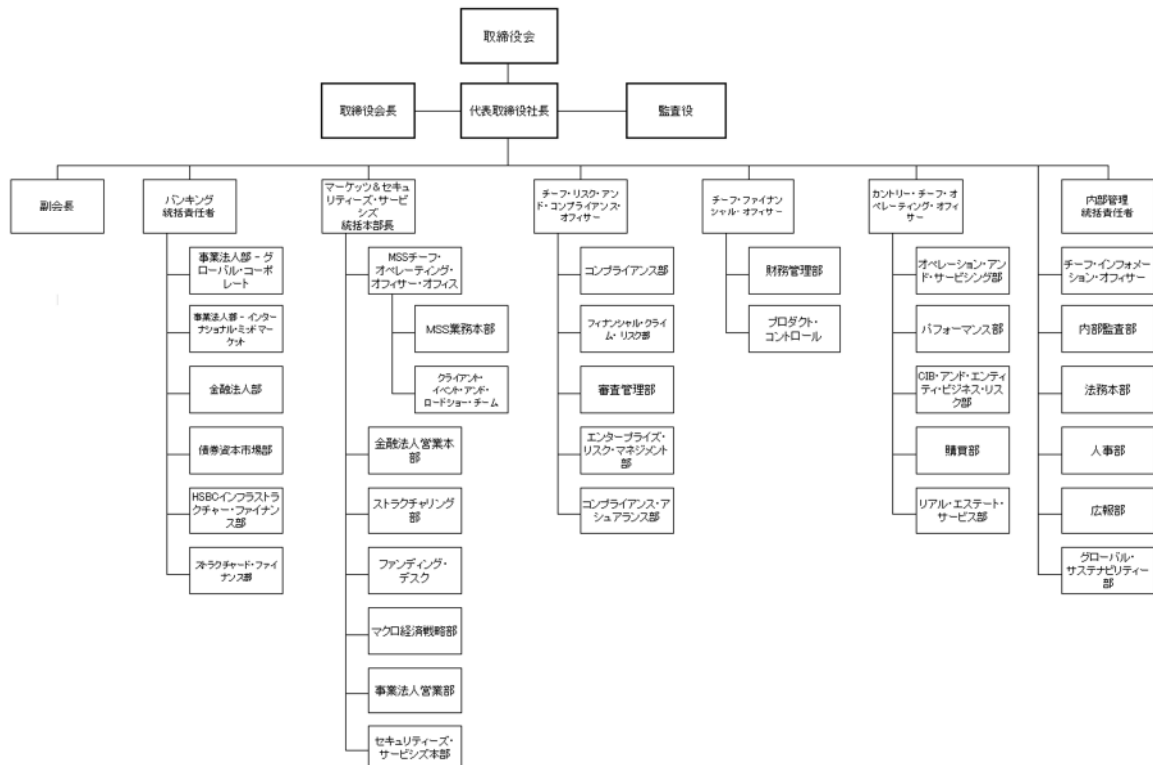 取締役会
取締役会長
代表取締役社長
監査役
副会長
バンキング
統括責任者
事業法人部 - グ
ローバル・コーポ
レート
事業法人部 - インター
ナショナル・ミッドマー
ケット
金融法人部
債券資本市場部
HSBCインフラストラ
クチャー・ファイナン
ス部
ストラクチャード・ファイ
ナンス部
マーケッツ&セキュ
リティーズ・サービ
シズ
統括本部長
MSSチーフ・
オペレーティング・
オフィサー・オフィス
MSS業務本部
クライアント・
イベント・アンド・
ロードショー・チーム
金融法人営業本
部
ストラクチャリング
部
ファンディング・
デスク
マクロ経済戦略部
事業法人営業部
セキュリティーズ・
サービシズ本部
チーフ・リスク・アン
ド・コンプライアンス・
オフィサー
コンプライアンス部
フィナンシャル・クライ
ム・リスク部
審査管理部
エンタープライズ・
リスク・マネジメント
部
コンプライアンス・ア
シュアランス部
チーフ・ファイナン
シャル・オフィサー
財務管理部
プロダクト・
コントロール
カントリー・チーフ・オ
ペレーティング・オフィ
サー
オペレーション・アン
ド・サービシング部
パフォーマンス部
CIB・アンド・エンティ
ティ・ビジネス・リス
ク部
購買部
リアル・エステート・
サービス部
内部管理
統括責任者
チーフ・インフォメー
ション・オフィサー
内部監査部
法務本部
人事部
広報部
グローバル・
サステナビリティー
部